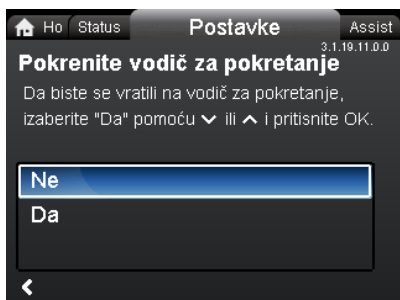 Ho Status Postavke Assist
3.1.19.11.0.0
Pokrenite vodič za pokretanje
Da biste se vratili na vodič za pokretanje,
izaberite "Da" pomoću ili i pritisnite OK.
Ne
Da